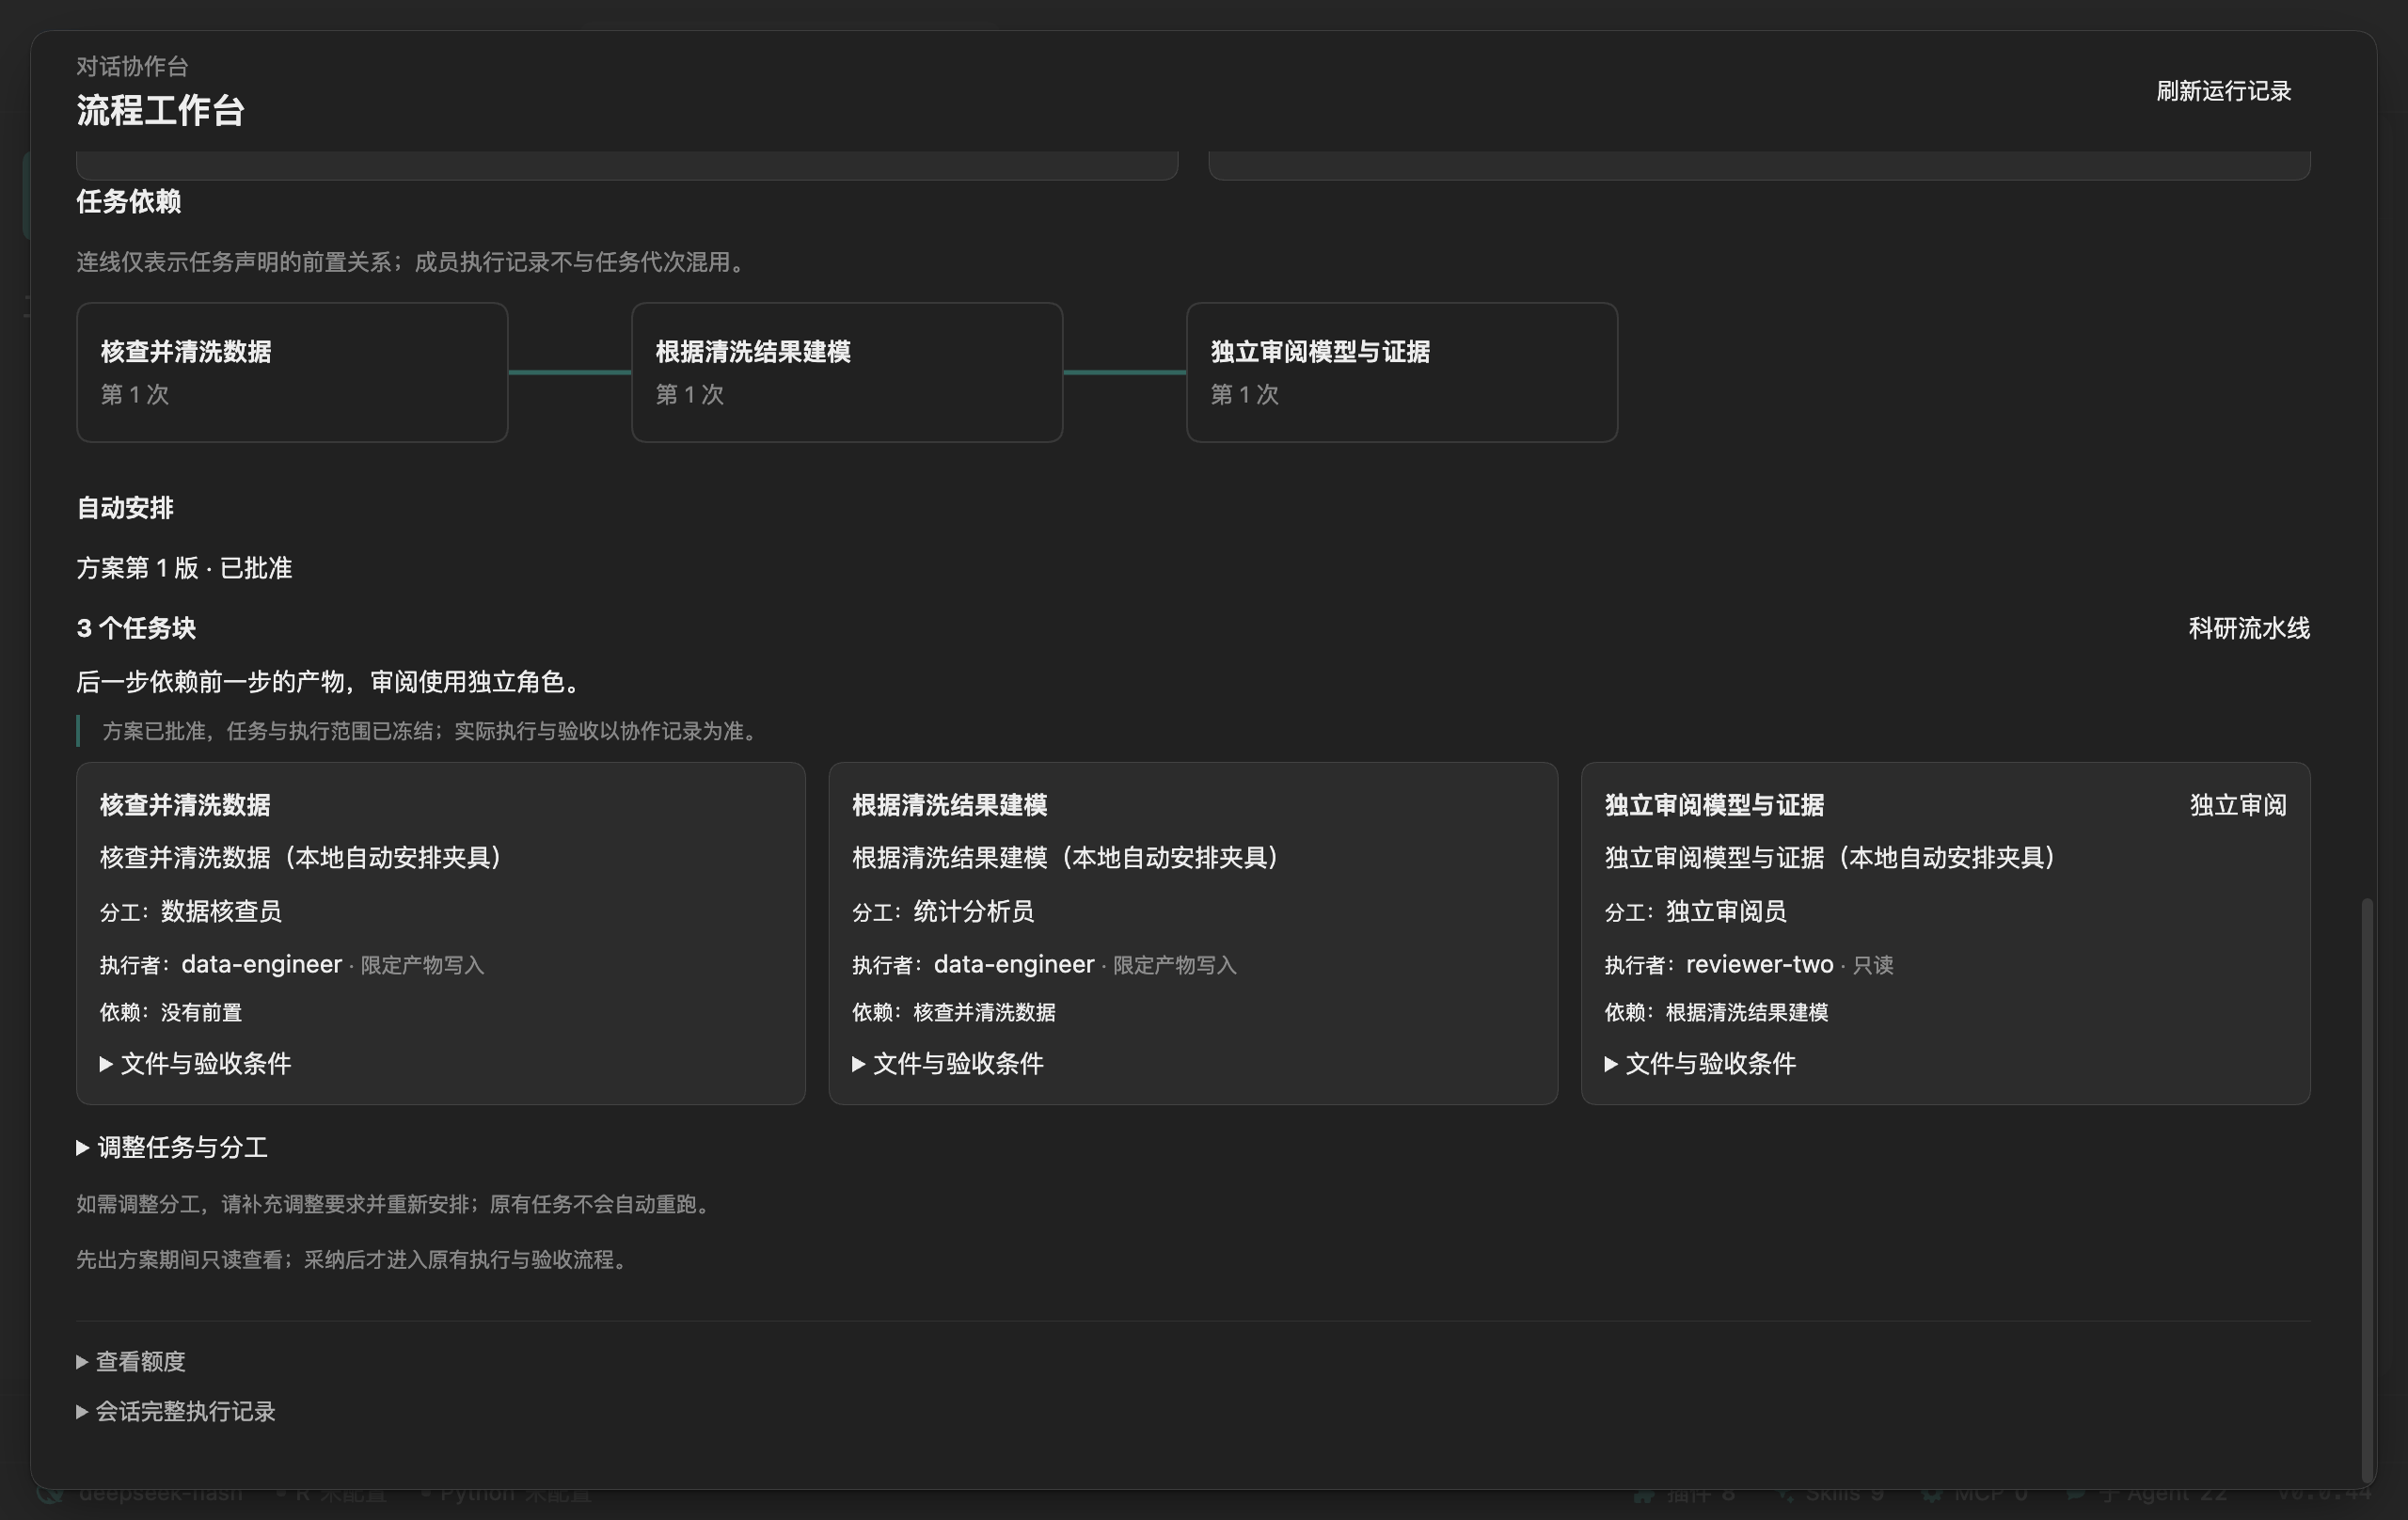 对话协作台
流程工作台
刷新运行记录
任务依赖
连线仅表示任务声明的前置关系；成员执行记录不与任务代次混用。
核查并清洗数据
第 1 次
根据清洗结果建模
第 1 次
独立审阅模型与证据
第 1 次
自动安排
方案第 1 版 · 已批准
3 个任务块
科研流水线
后一步依赖前一步的产物，审阅使用独立角色。
方案已批准，任务与执行范围已冻结；实际执行与验收以协作记录为准。
核查并清洗数据
核查并清洗数据（本地自动安排夹具）
分工：数据核查员
执行者：data-engineer · 限定产物写入
依赖：没有前置
▶ 文件与验收条件
根据清洗结果建模
根据清洗结果建模（本地自动安排夹具）
分工：统计分析员
执行者：data-engineer · 限定产物写入
依赖：核查并清洗数据
▶ 文件与验收条件
独立审阅模型与证据
独立审阅
独立审阅模型与证据（本地自动安排夹具）
分工：独立审阅员
执行者：reviewer-two · 只读
依赖：根据清洗结果建模
▶ 文件与验收条件
▶ 调整任务与分工
如需调整分工，请补充调整要求并重新安排；原有任务不会自动重跑。
先出方案期间只读查看；采纳后才进入原有执行与验收流程。
▶ 查看额度
▶ 会话完整执行记录
R 未配置
Python 未配置
插件 8
Skills 9
MCP 0
子 Agent 22